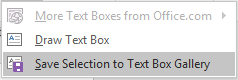 More Text Boxes from Office.com
Draw Text Box
Save Selection to Text Box Gallery